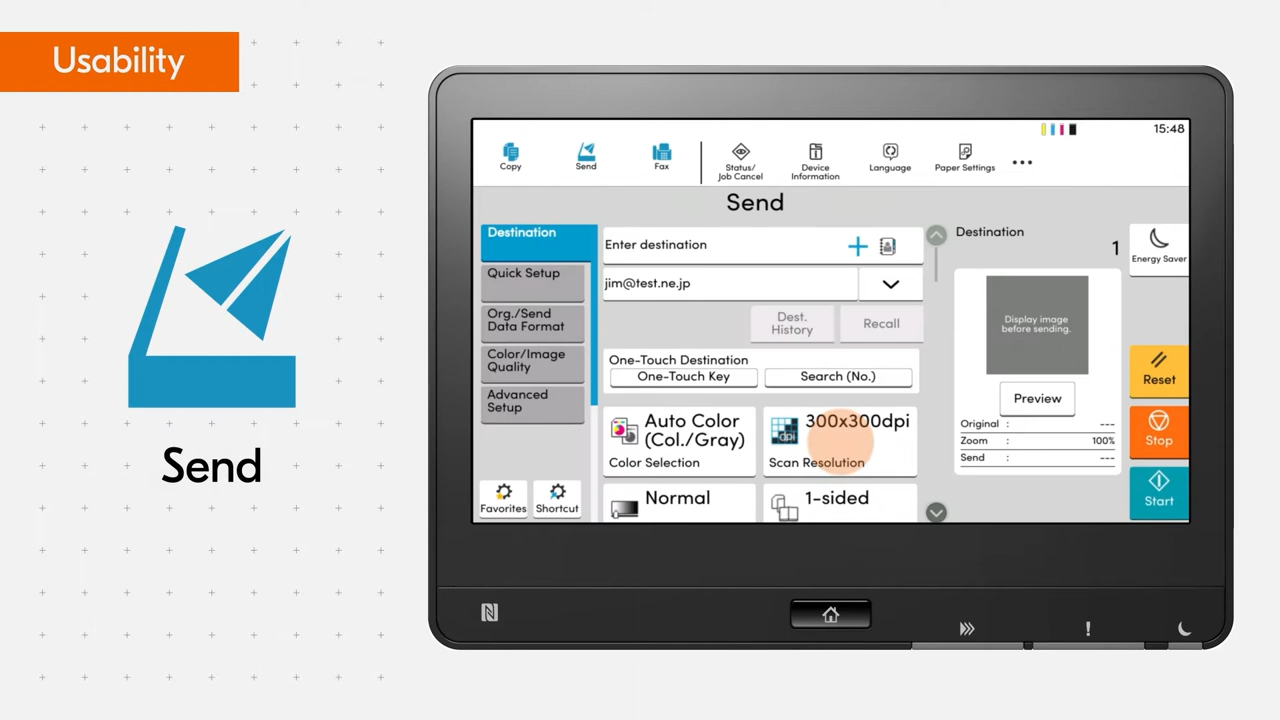 Usability
Send
15:48
Copy
Send
Fax
Status/
Job Cancel
Device
Information
Language
Paper Settings
Send
Destination
Quick Setup
Org./Send
Data Format
Color/Image
Quality
Advanced
Setup
Favorites
Shortcut
Enter destination
jim@test.ne.jp
Dest.
History
Recall
One-Touch Destination
One-Touch Key
Search (No.)
Auto Color
(Col./Gray)
Color Selection
dpi
300x300dpi
Scan Resolution
Normal
1-sided
Destination
1
Display image
before sending.
Preview
Original : ---
Zoom : 100%
Send : ---
Energy Saver
Reset
Stop
Start